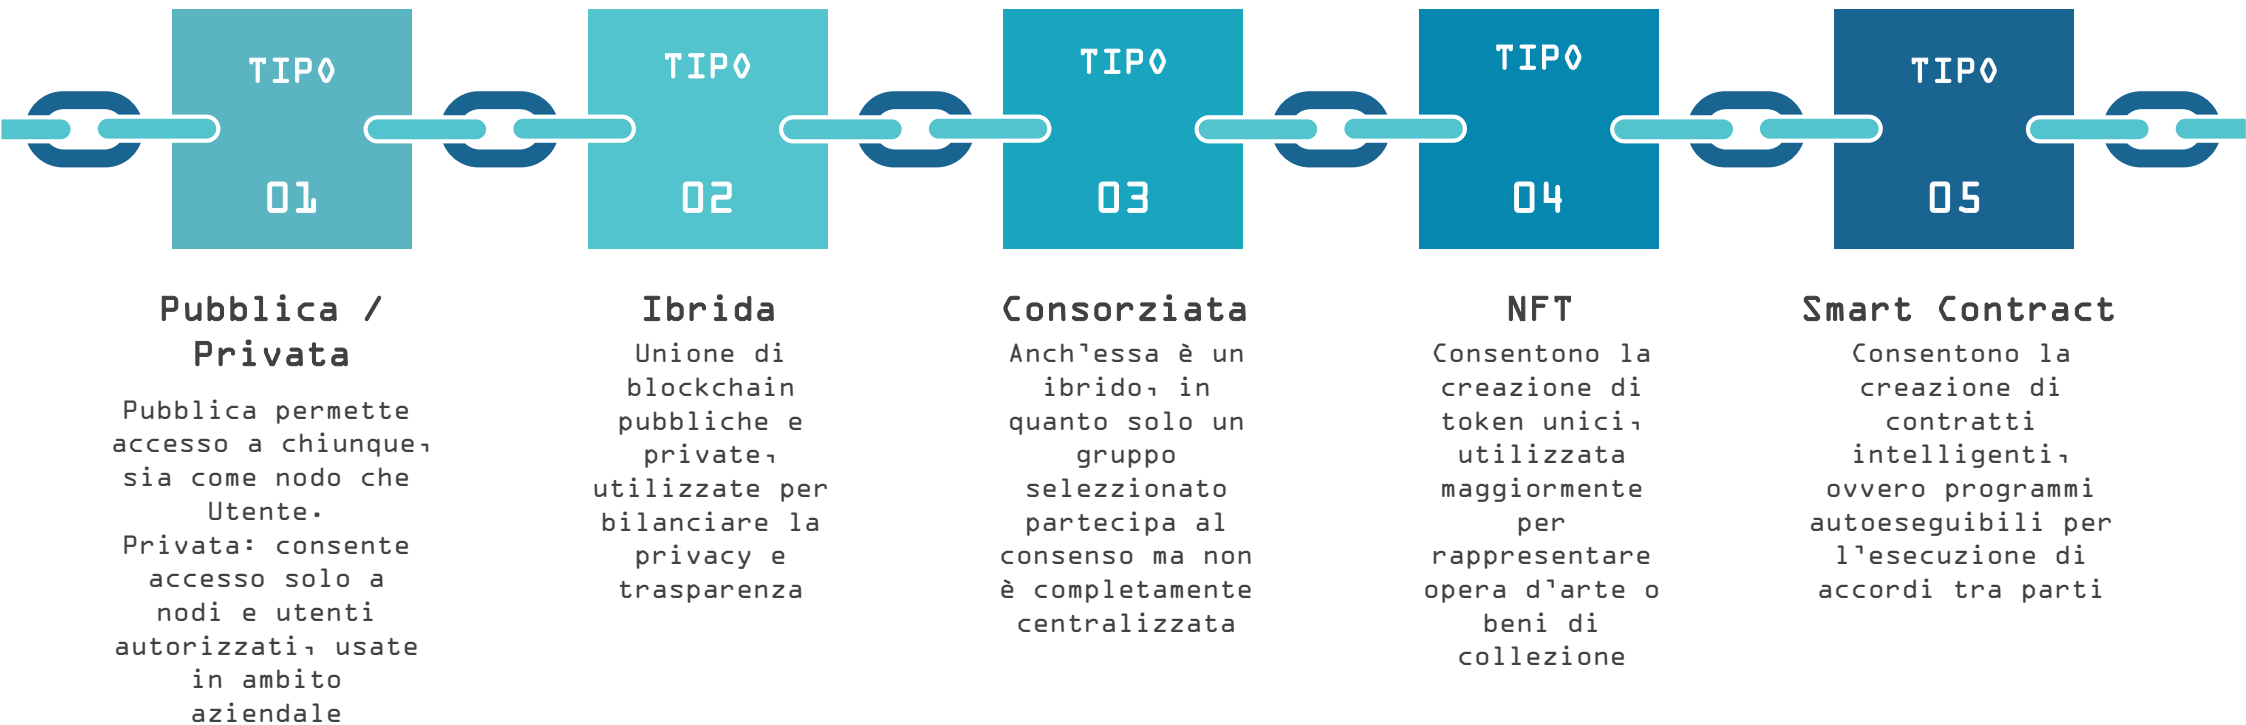 TIPO
01
Pubblica /
Privata
Pubblica permette
accesso a chiunque,
sia come nodo che
Utente.
Privata: consente
accesso solo a
nodi e utenti
autorizzati, usate
in ambito
aziendale
TIPO
02
Ibrida
Unione di
blockchain
pubbliche e
private,
utilizzate per
bilanciare la
privacy e
trasparenza
TIPO
03
Consorziata
Anch'essa è un
ibrido, in
quanto solo un
gruppo
selezzionato
partecipa al
consenso ma non
è completamente
centralizzata
TIPO
04
NFT
Consentono la
creazione di
token unici,
utilizzata
maggiormente
per
rappresentare
opera d'arte o
beni di
collezione
TIPO
05
Smart Contract
Consentono la
creazione di
contratti
intelligenti,
ovvero programmi
autoeseguibili per
l'esecuzione di
accordi tra parti